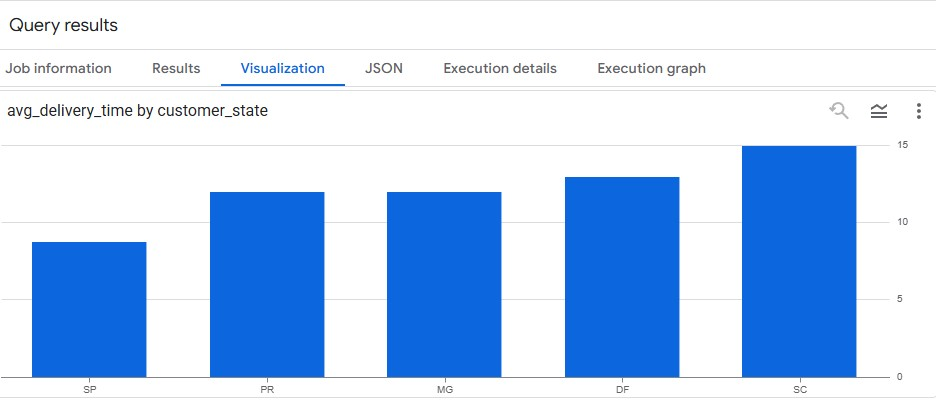 Query results
Job information Results Visualization JSON Execution details Execution graph
avg_delivery_time by customer_state
15
10
5
0
SP PR MG DF SC